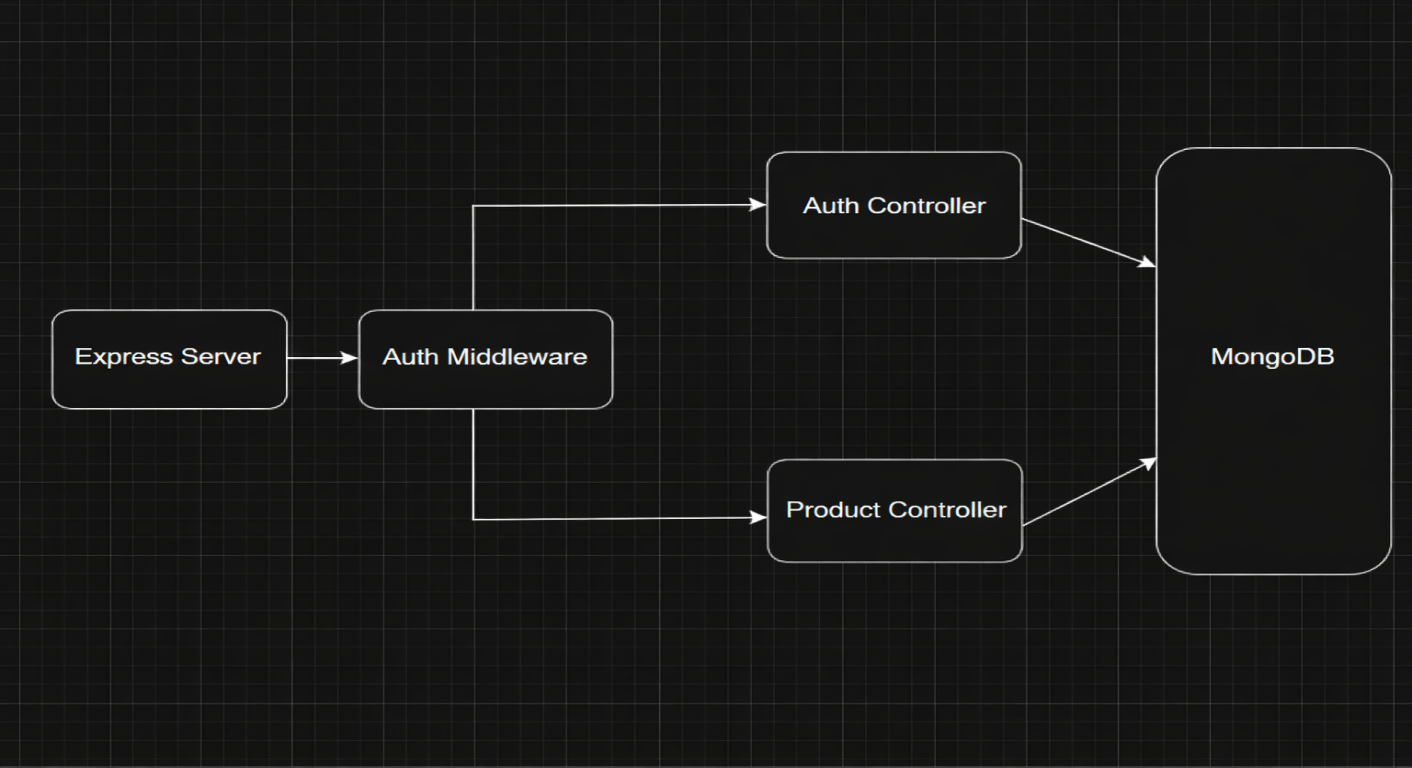 Express Server
Auth Middleware
Auth Controller
Product Controller
MongoDB